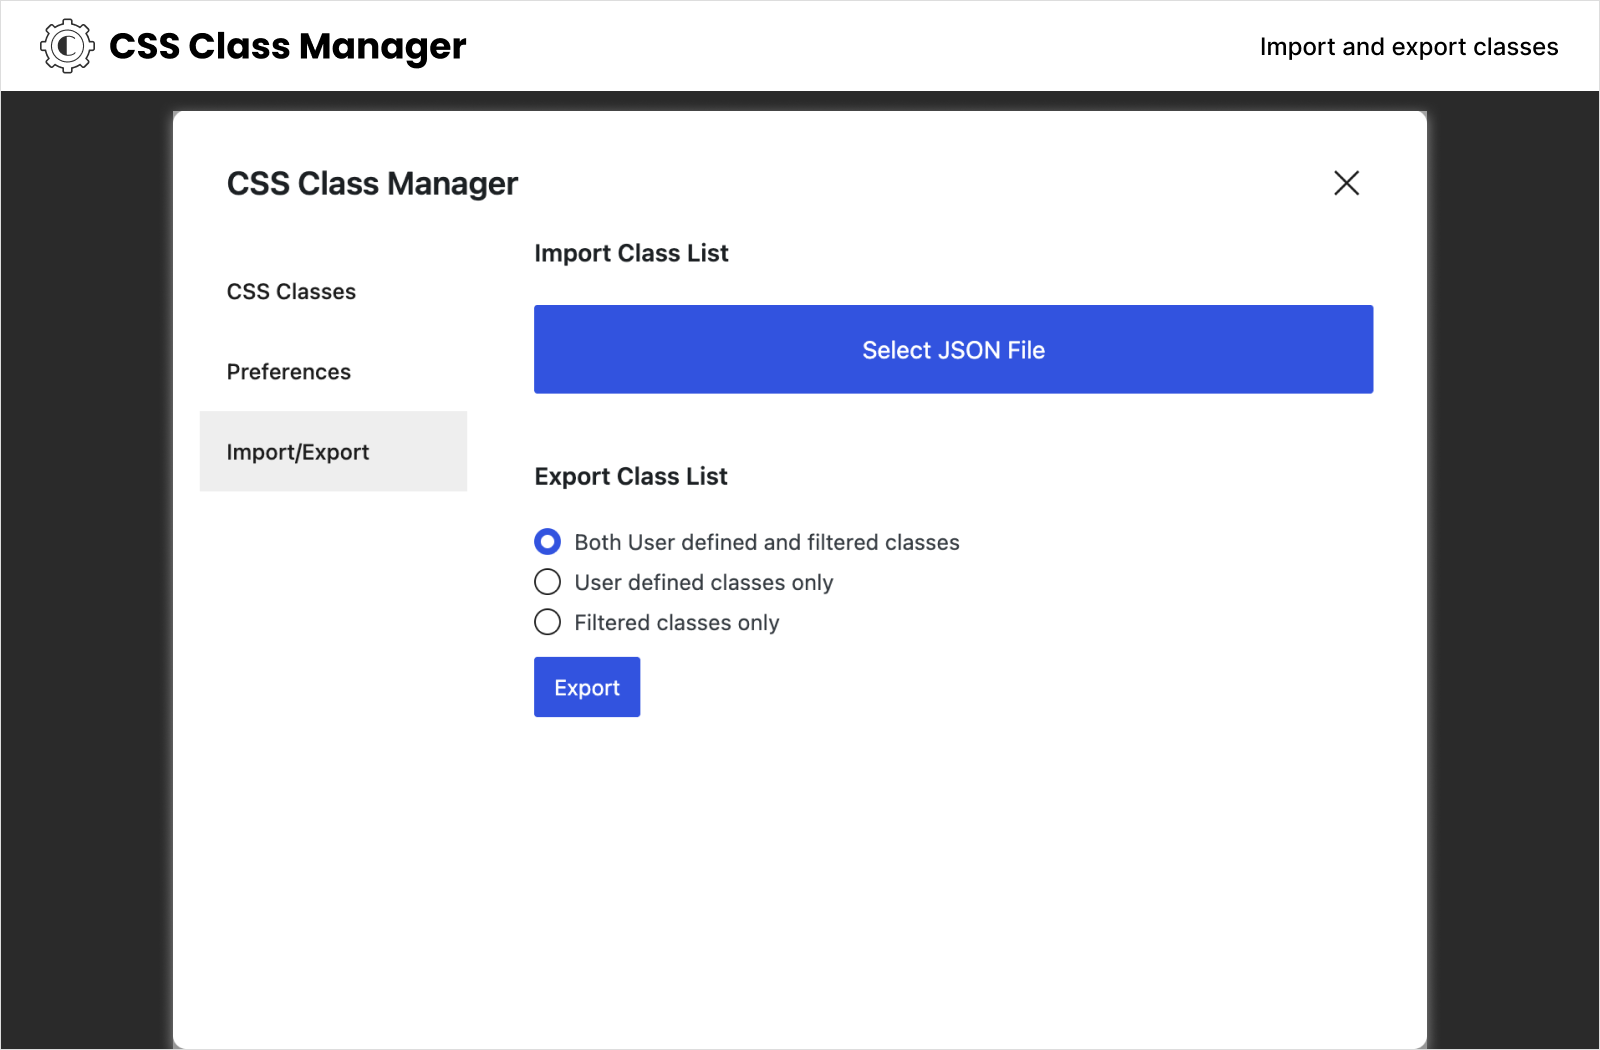 CSS Class Manager
Import and export classes
CSS Class Manager
CSS Classes
Preferences
Import/Export
Import Class List
Select JSON File
Export Class List
Both User defined and filtered classes
User defined classes only
Filtered classes only
Export